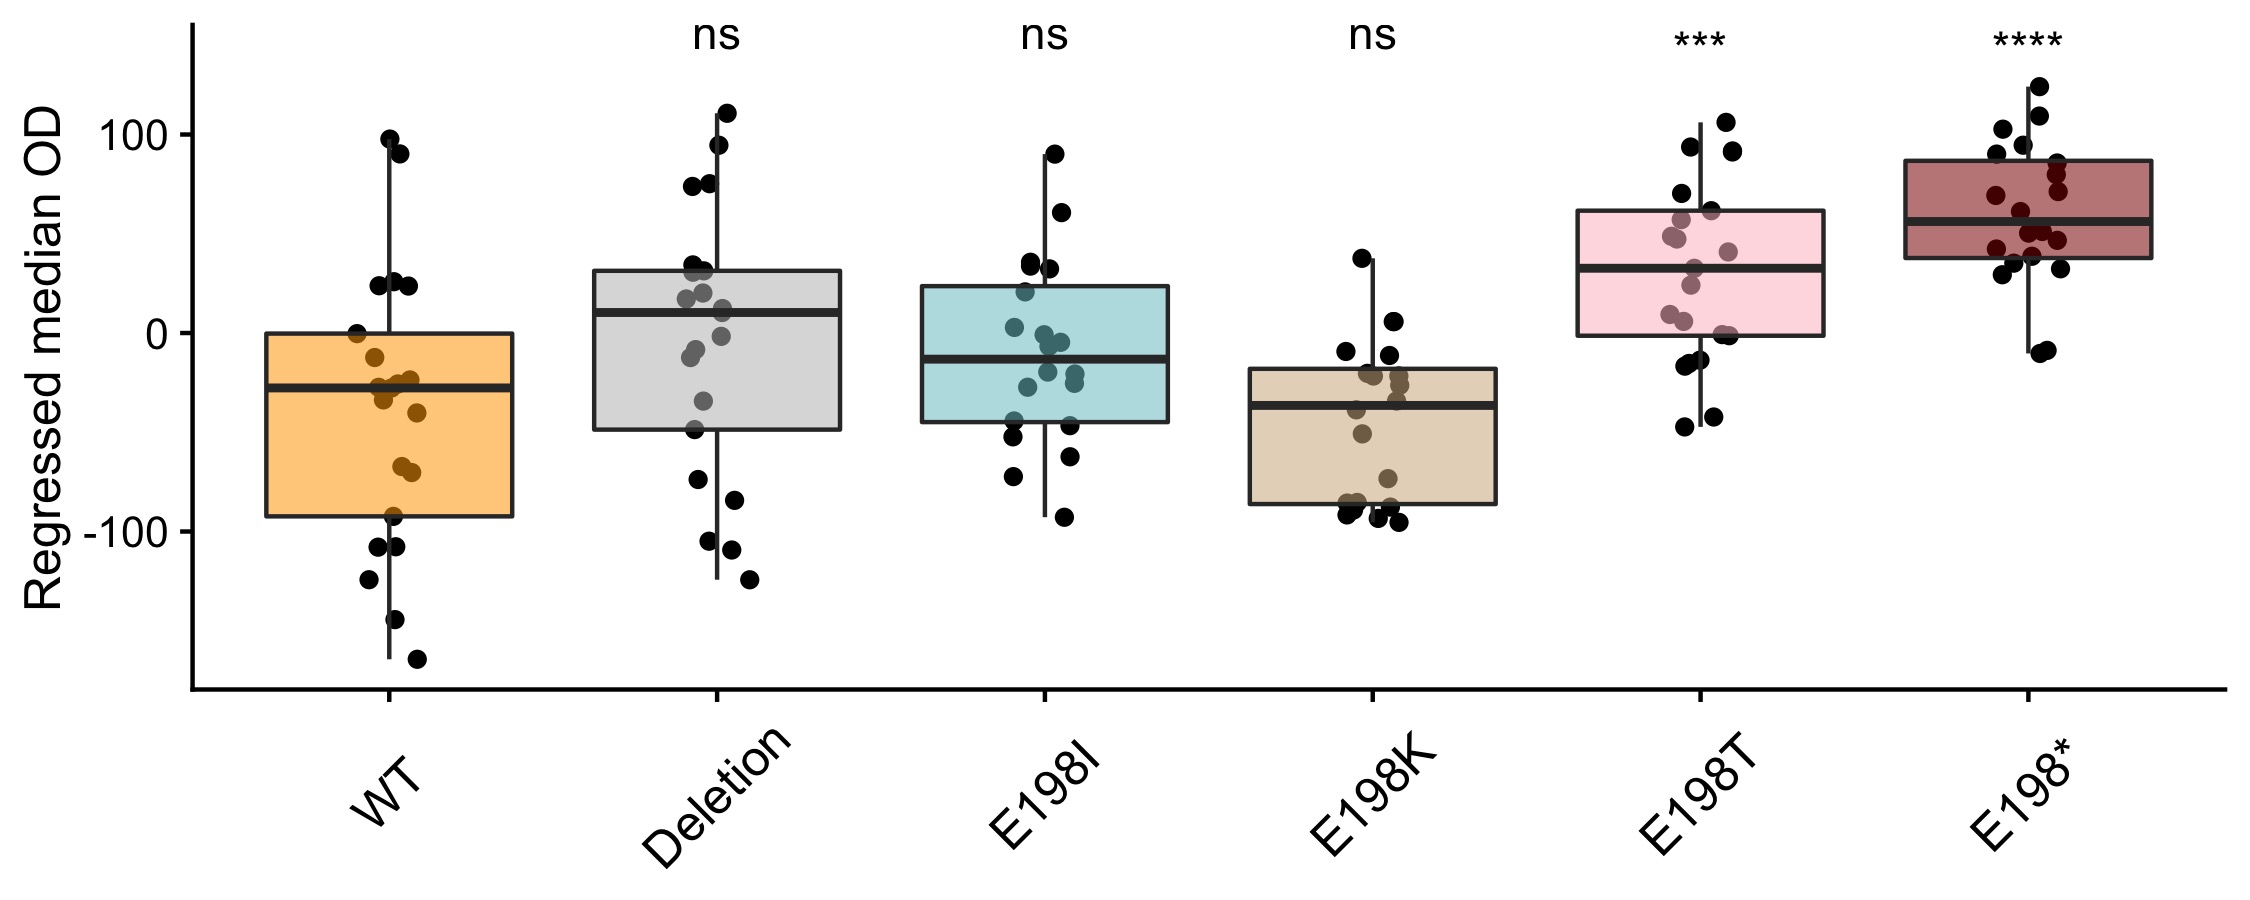 ns ns ns *** ****
Regressed median OD
100
0
-100
WT Deletion E198I E198K E198T E198*